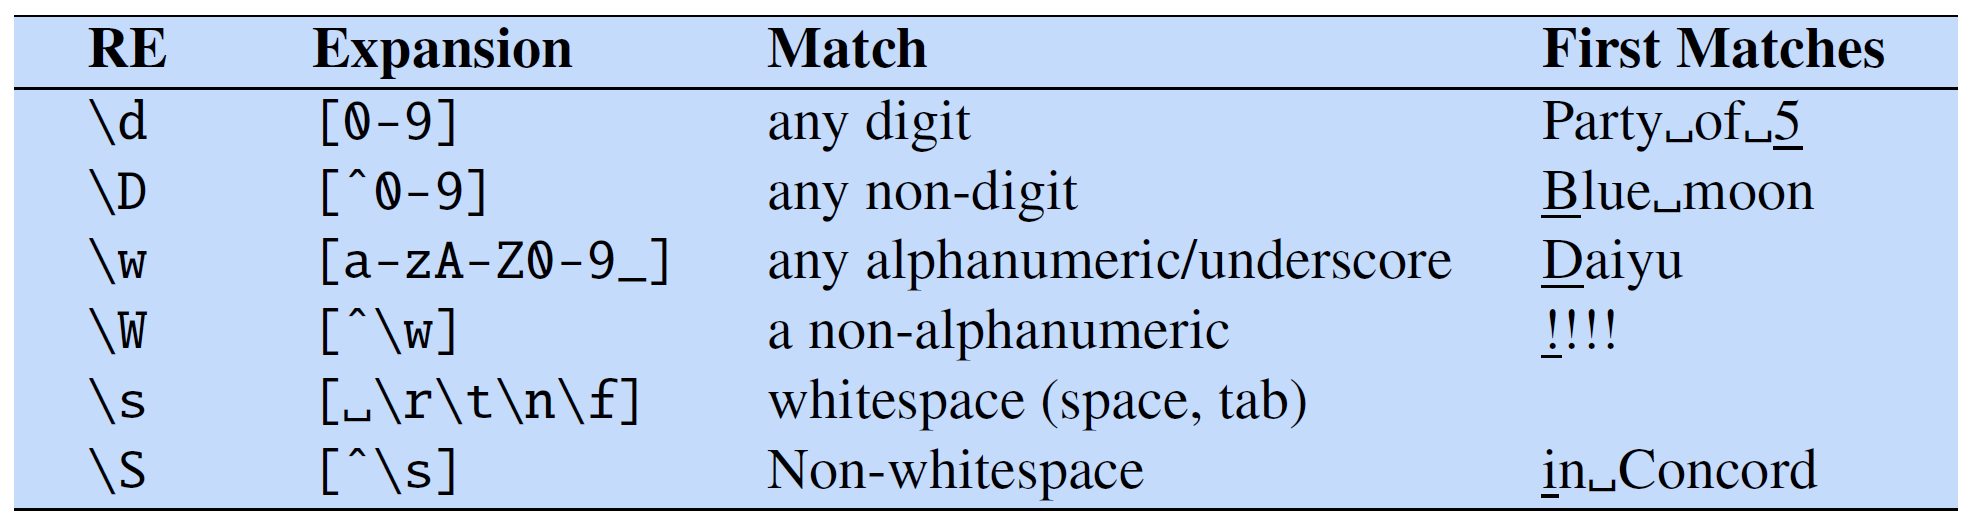 RE Expansion Match First Matches
\d [0-9] any digit Party␣of␣5
\D [^0-9] any non-digit Blue␣moon
\w [a-zA-Z0-9_] any alphanumeric/underscore Daiyu
\W [^\w] a non-alphanumeric !!!!
\s [␣\r\t\n\f] whitespace (space, tab)
\S [^\s] Non-whitespace in␣Concord